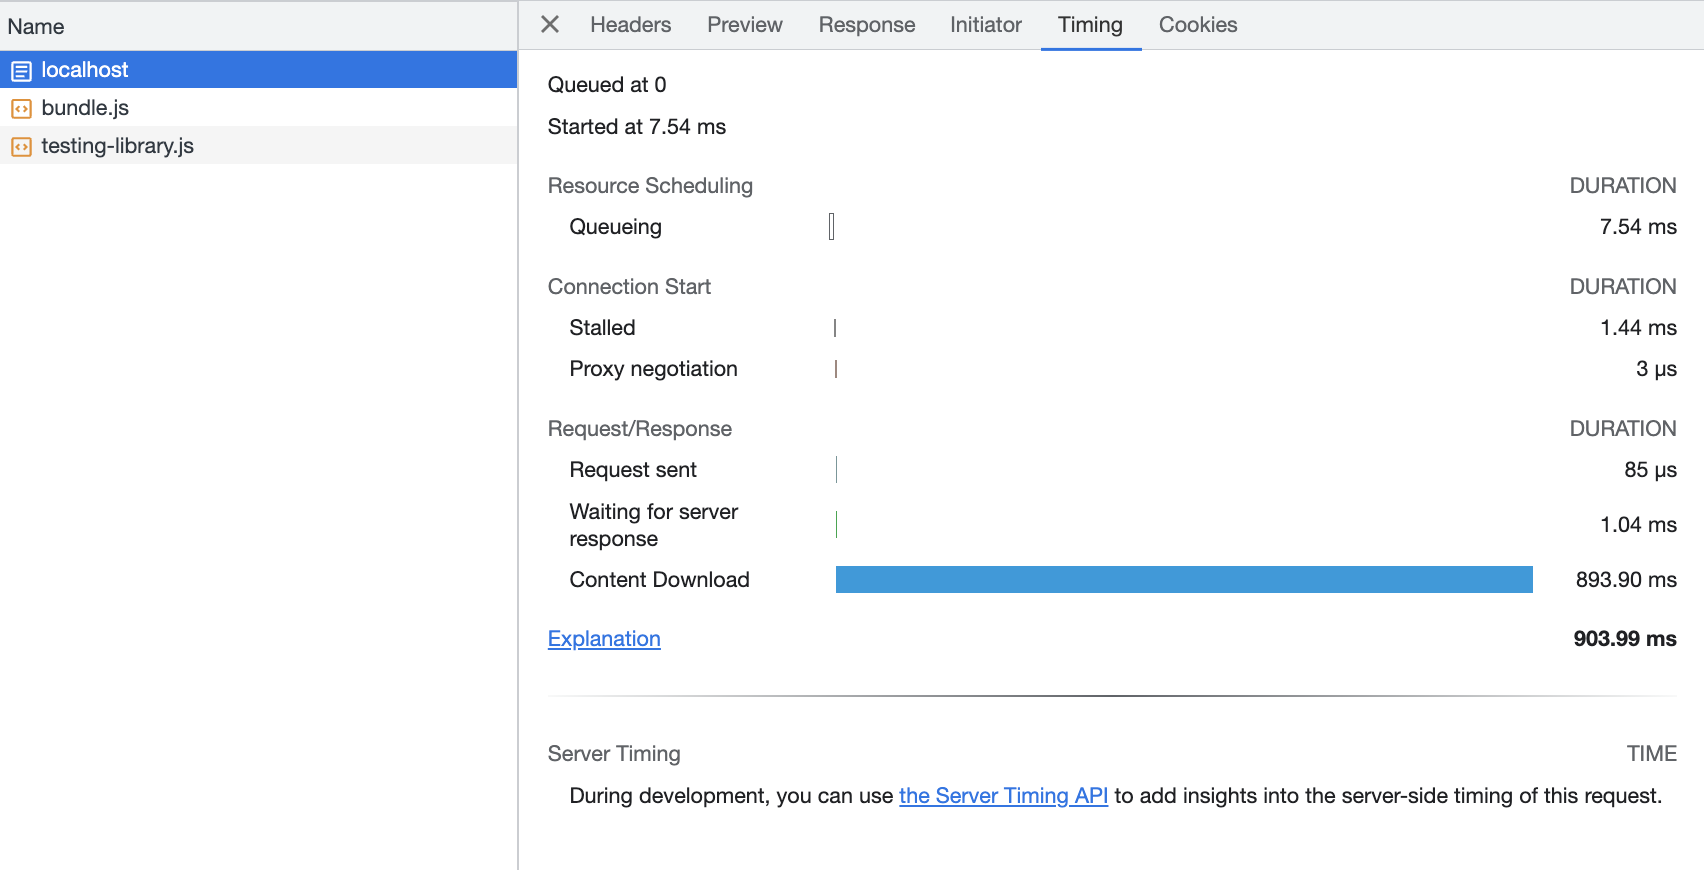 Name
localhost
bundle.js
testing-library.js
Headers Preview Response Initiator Timing Cookies
Queued at 0
Started at 7.54 ms
Resource Scheduling DURATION
Queueing 7.54 ms
Connection Start DURATION
Stalled 1.44 ms
Proxy negotiation 3 µs
Request/Response DURATION
Request sent 85 µs
Waiting for server
response 1.04 ms
Content Download 893.90 ms
Explanation 903.99 ms
Server Timing TIME
During development, you can use the Server Timing API to add insights into the server-side timing of this request.